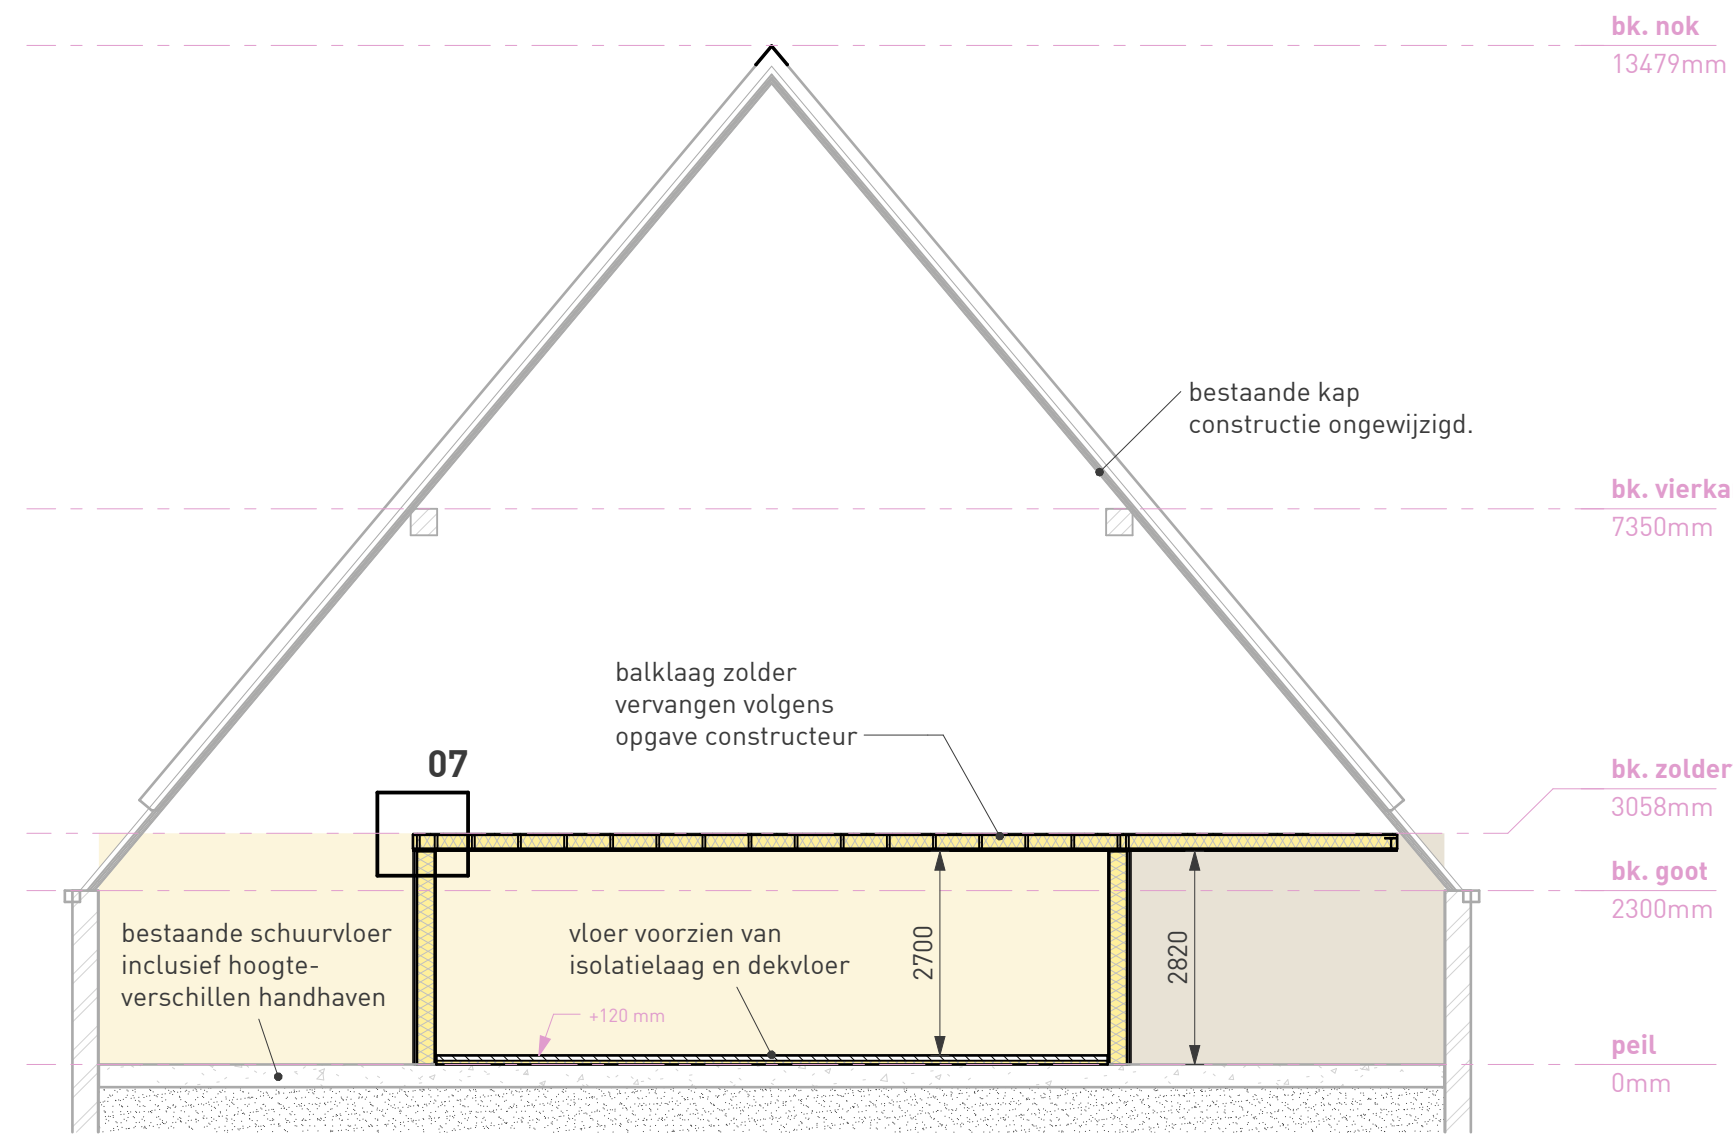 bk. nok
13479mm
bestaande kap
constructie ongewijzigd.
bk. vierka
7350mm
balklaag zolder
vervangen volgens
opgave constructeur
07
bk. zolder
3058mm
bk. goot
2300mm
bestaande schuurvloer
inclusief hoogte-
verschillen handhaven
vloer voorzien van
isolatielaag en dekvloer
2700
2820
+120 mm
peil
0mm